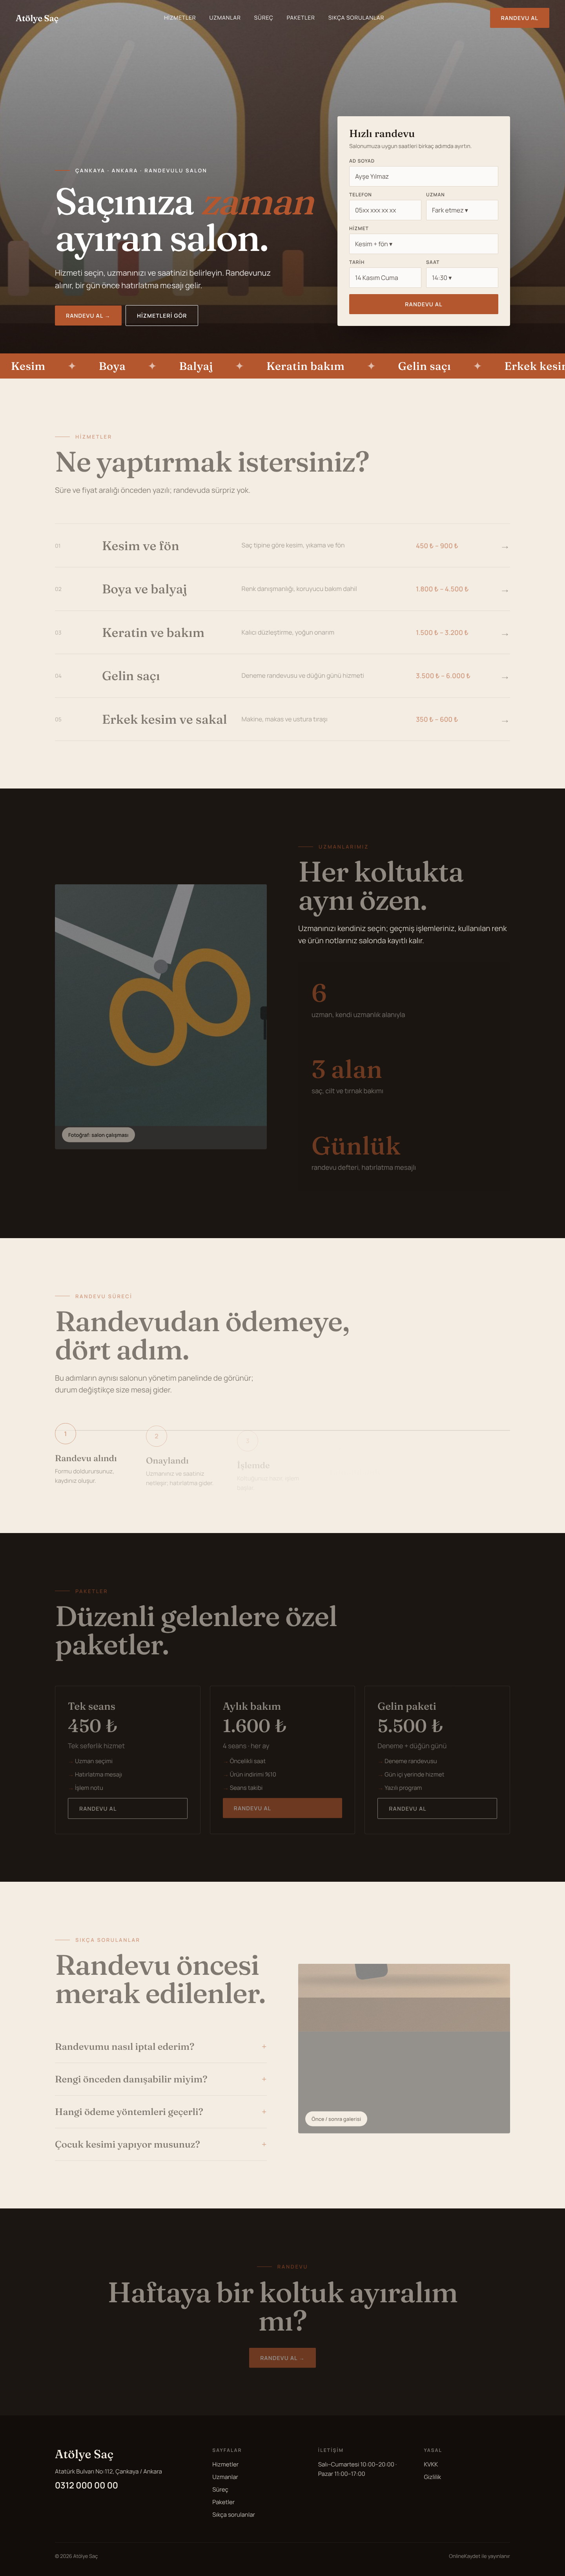 Atölye Saç
HİZMETLER
UZMANLAR
SÜREÇ
PAKETLER
SIKÇA SORULANLAR
RANDEVU AL
ÇANKAYA · ANKARA · RANDEVULU SALON
Saçınıza zaman
ayıran salon.
Hizmeti seçin, uzmanınızı ve saatinizi belirleyin. Randevunuz
alınır, bir gün önce hatırlatma mesajı gelir.
RANDEVU AL →
HİZMETLERİ GÖR
Hızlı randevu
Salonumuza uygun saatleri birkaç adımda ayırtın.
AD SOYAD
Ayşe Yılmaz
TELEFON
UZMAN
05xx xxx xx xx
Fark etmez ▾
HİZMET
Kesim + fön ▾
TARİH
SAAT
14 Kasım Cuma
14:30 ▾
RANDEVU AL
Kesim ✦ Boya ✦ Balyaj ✦ Keratin bakım ✦ Gelin saçı ✦ Erkek kesim
HİZMETLER
Ne yaptırmak istersiniz?
Süre ve fiyat aralığı önceden yazılı; randevuda sürpriz yok.
01 Kesim ve fön Saç tipine göre kesim, yıkama ve fön 450 ₺ – 900 ₺ →
02 Boya ve balyaj Renk danışmanlığı, koruyucu bakım dahil 1.800 ₺ – 4.500 ₺ →
03 Keratin ve bakım Kalıcı düzleştirme, yoğun onarım 1.500 ₺ – 3.200 ₺ →
04 Gelin saçı Deneme randevusu ve düğün günü hizmeti 3.500 ₺ – 6.000 ₺ →
05 Erkek kesim ve sakal Makine, makas ve ustura tıraşı 350 ₺ – 600 ₺ →
UZMANLARIMIZ
Her koltukta
aynı özen.
Uzmanınızı kendiniz seçin; geçmiş işlemleriniz, kullanılan renk
ve ürün notlarınız salonda kayıtlı kalır.
Fotoğraf: salon çalışması
6
uzman, kendi uzmanlık alanıyla
3 alan
saç, cilt ve tırnak bakımı
Günlük
randevu defteri, hatırlatma mesajlı
RANDEVU SÜRECİ
Randevudan ödemeye,
dört adım.
Bu adımların aynısı salonun yönetim panelinde de görünür;
durum değiştikçe size mesaj gider.
1
Randevu alındı
Formu doldurursunuz,
kaydınız oluşur.
2
Onaylandı
Uzmanınız ve saatiniz
netleşir, hatırlatma gider.
3
İşlemde
PAKETLER
Düzenli gelenlere özel
paketler.
Tek seans
450 ₺
Tek seferlik hizmet
Uzman seçimi
Hatırlatma mesajı
İşlem notu
RANDEVU AL
Aylık bakım
1.600 ₺
4 seans · her ay
Öncelikli saat
Ürün indirimi %10
Seans takibi
RANDEVU AL
Gelin paketi
5.500 ₺
Deneme + düğün günü
Deneme randevusu
Gün içi yerinde hizmet
Yazılı program
RANDEVU AL
SIKÇA SORULANLAR
Randevu öncesi
merak edilenler.
Randevumu nasıl iptal ederim? +
Rengi önceden danışabilir miyim? +
Hangi ödeme yöntemleri geçerli? +
Çocuk kesimi yapıyor musunuz? +
Önce / sonra galerisi
RANDEVU
Haftaya bir koltuk ayıralım
mı?
RANDEVU AL →
Atölye Saç
Atatürk Bulvarı No:112, Çankaya / Ankara
0312 000 00 00
SAYFALAR
Hizmetler
Uzmanlar
Süreç
Paketler
Sıkça sorulanlar
İLETİŞİM
Salı–Cumartesi 10:00–20:00 ·
Pazar 11:00–17:00
YASAL
KVKK
Gizlilik
© 2026 Atölye Saç
OnlineKaydet ile yayınlanır